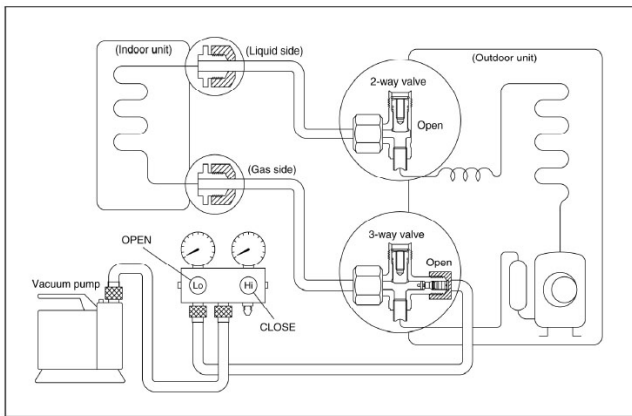 (Indoor unit)
(Liquid side)
(Outdoor unit)
2-way valve
Open
(Gas side)
3-way valve
Open
OPEN
Vacuum pump
Lo
Hi
CLOSE